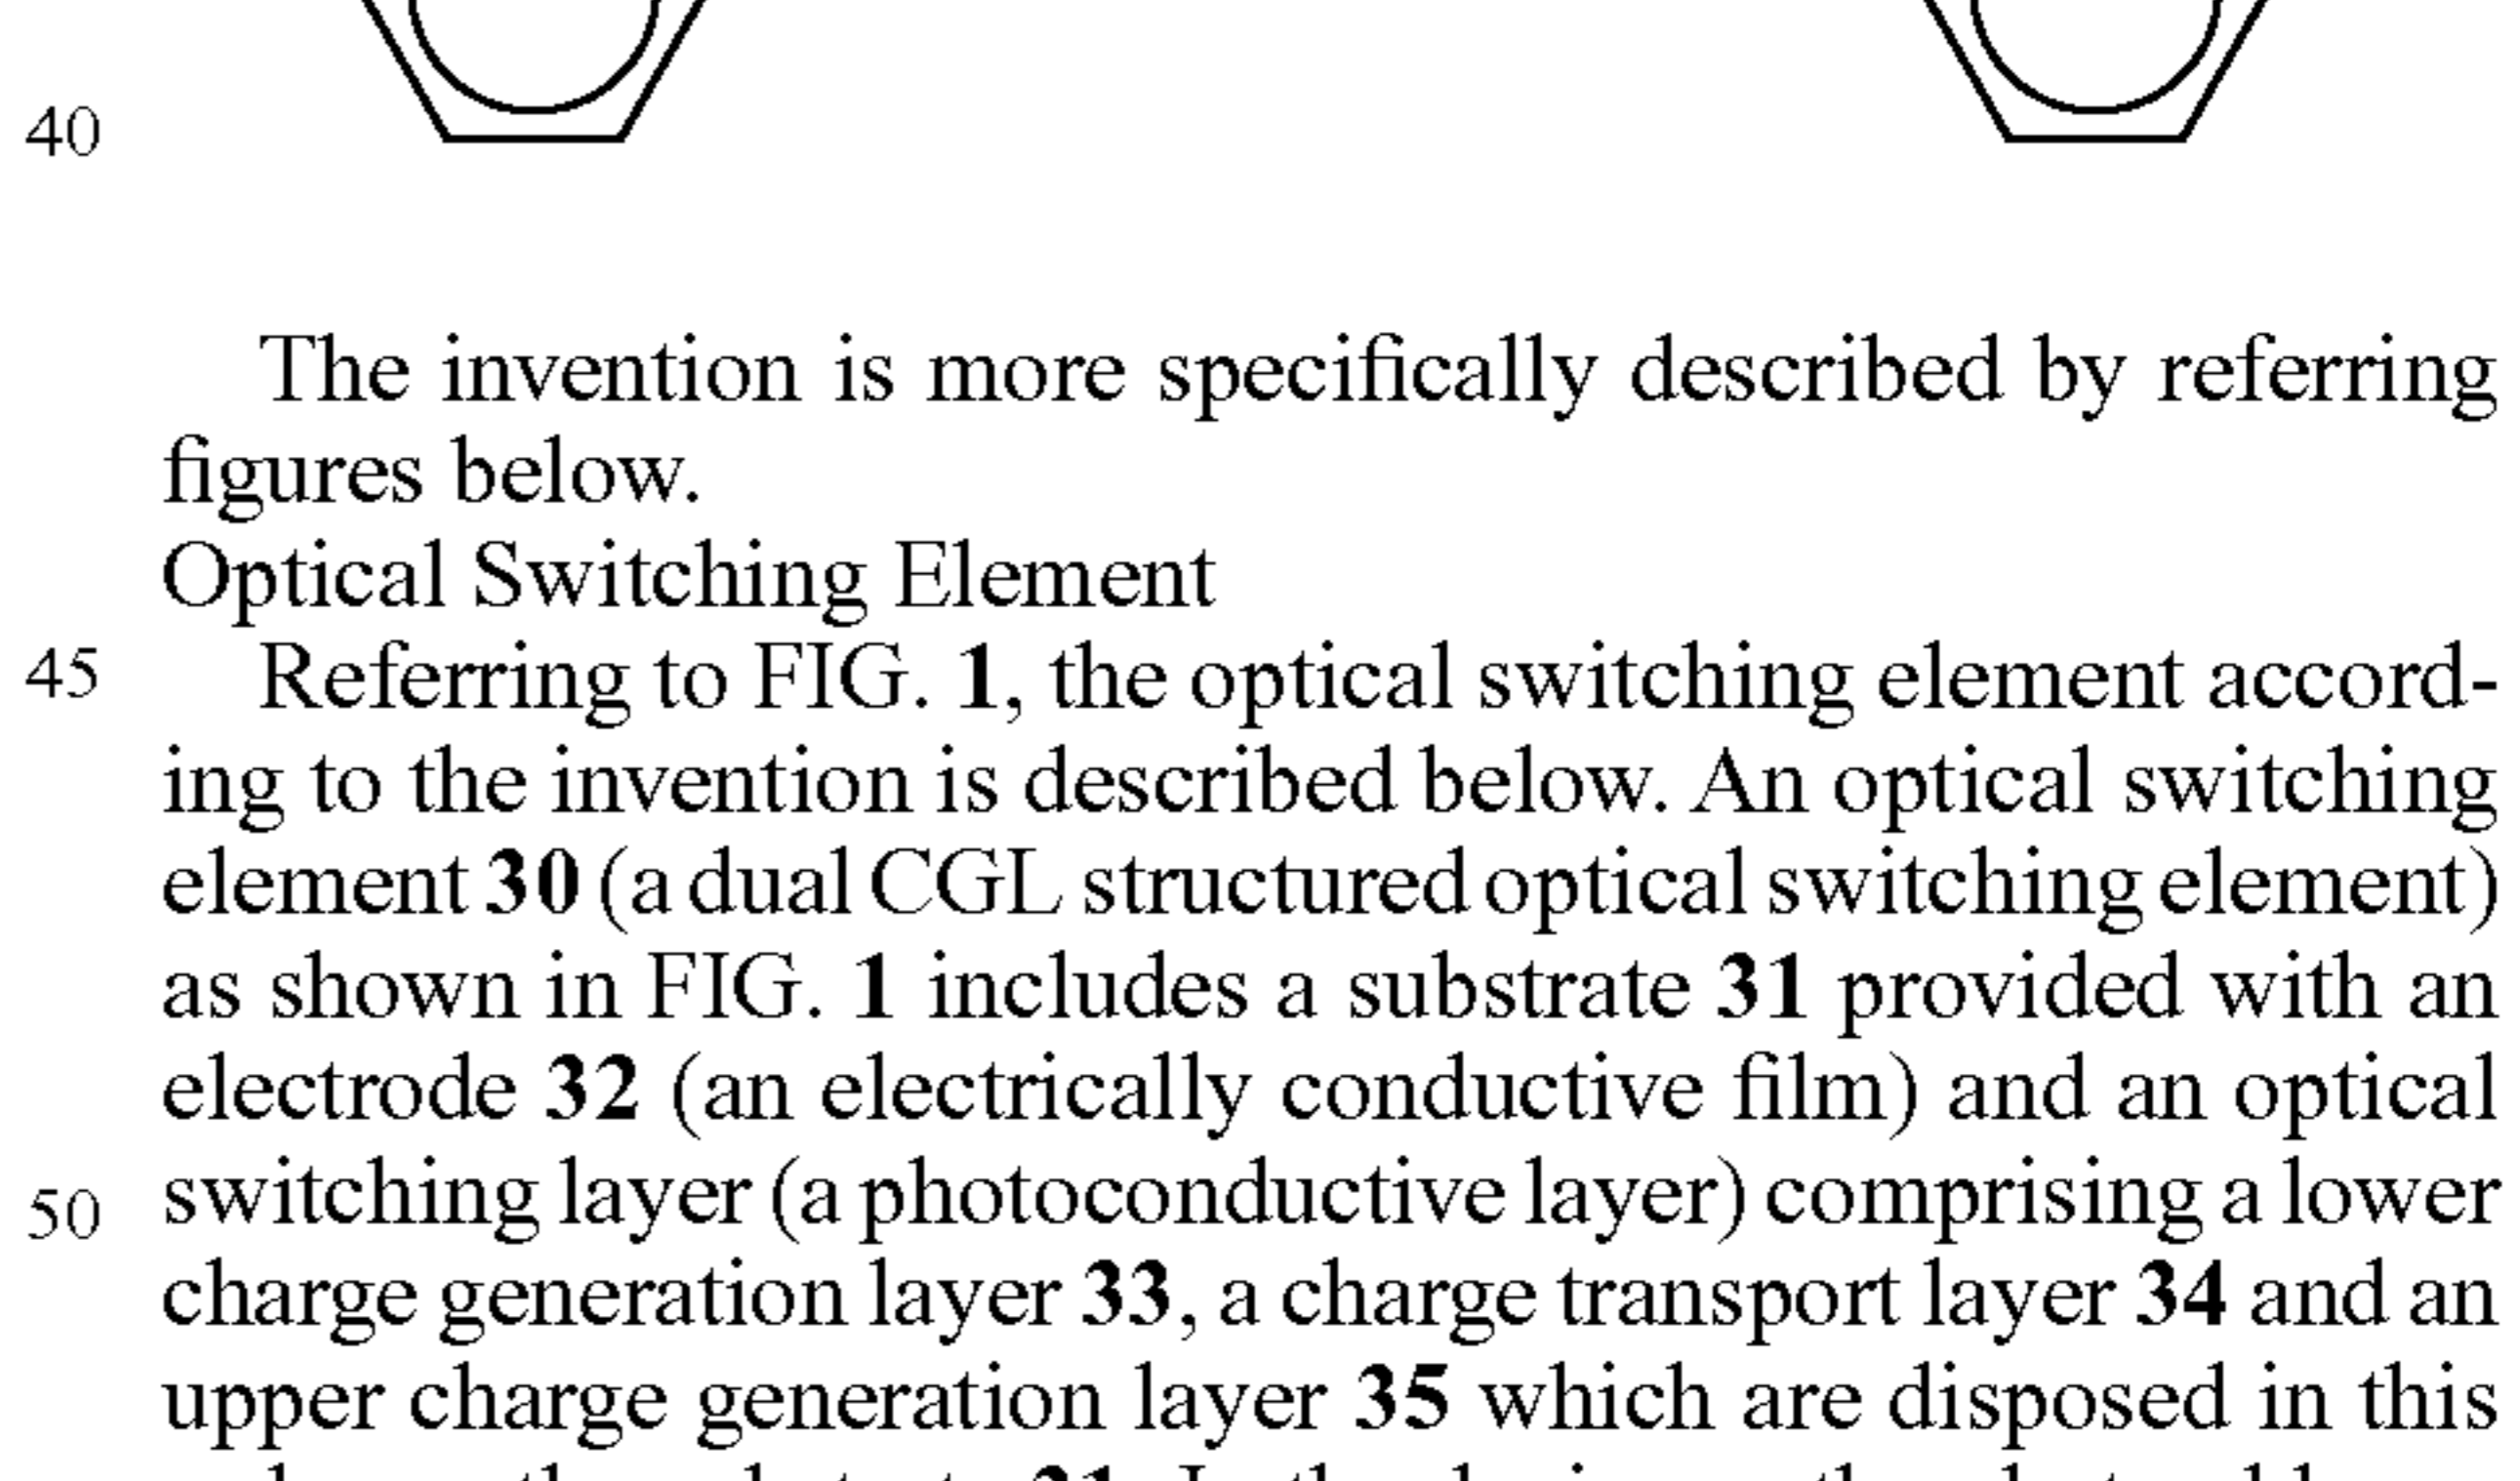 40
The invention is more specifically described by referring
figures below.
Optical Switching Element
45 Referring to FIG. 1, the optical switching element accord-
ing to the invention is described below. An optical switching
element 30 (a dual CGL structured optical switching element)
as shown in FIG. 1 includes a substrate 31 provided with an
electrode 32 (an electrically conductive film) and an optical
50 switching layer (a photoconductive layer) comprising a lower
charge generation layer 33, a charge transport layer 34 and an
upper charge generation layer 35 which are disposed in this